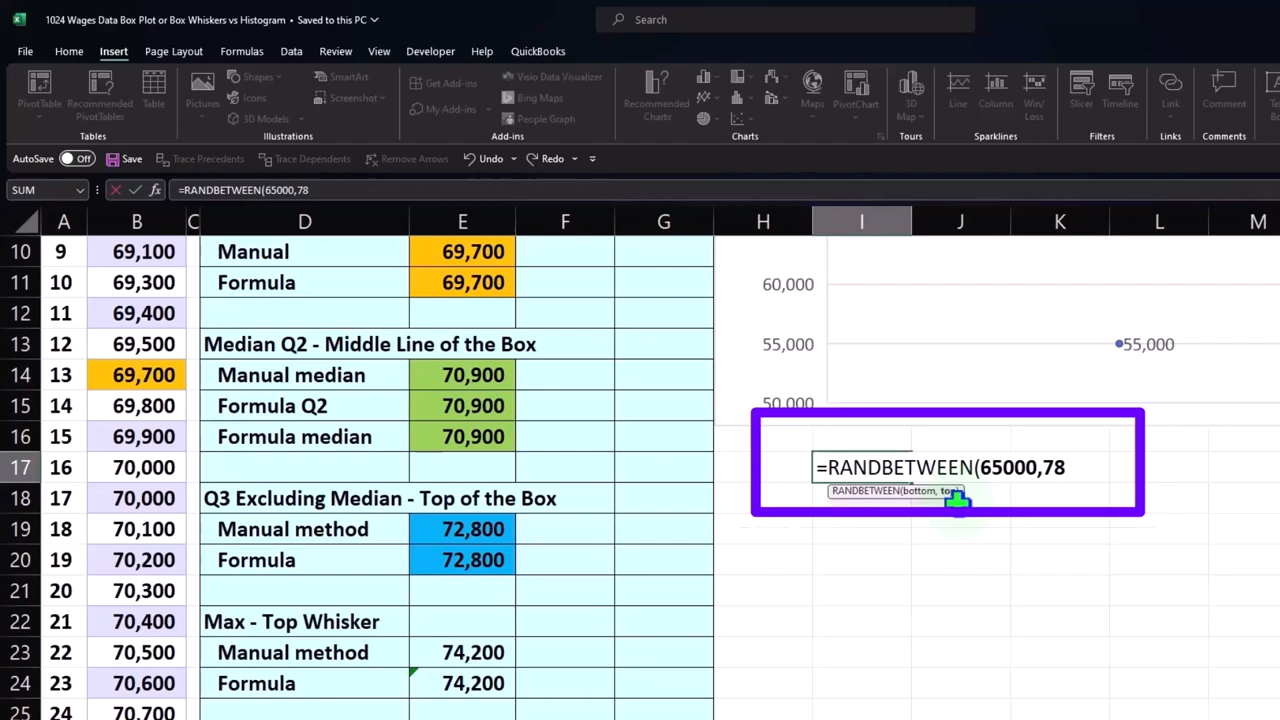 1024 Wages Data Box Plot or Box Whiskers vs Histogram • Saved to this PC
Search
File Home Insert Page Layout Formulas Data Review View Developer Help QuickBooks
PivotTable
Recommended PivotTables
Table
Tables
Pictures
Shapes
Icons
3D Models
SmartArt
Screenshot
Illustrations
Get Add-ins
My Add-ins
Visio Data Visualizer
Bing Maps
People Graph
Add-ins
Recommended Charts
Maps
PivotChart
Charts
3D Map
Tours
Line
Column
Win/Loss
Sparklines
Slicer
Timeline
Filters
Link
Links
Comment
Comments
AutoSave Off Save Trace Precedents Trace Dependents Remove Arrows Undo Redo
SUM fx =RANDBETWEEN(65000,78
A B C D E F G H I J K L M
10 9 69,100 Manual 69,700
11 10 69,300 Formula 69,700
12 11 69,400
13 12 69,500 Median Q2 - Middle Line of the Box
14 13 69,700 Manual median 70,900
15 14 69,800 Formula Q2 70,900
16 15 69,900 Formula median 70,900
17 16 70,000
18 17 70,000 Q3 Excluding Median - Top of the Box
19 18 70,100 Manual method 72,800
20 19 70,200 Formula 72,800
21 20 70,300
22 21 70,400 Max - Top Whisker
23 22 70,500 Manual method 74,200
24 23 70,600 Formula 74,200
25 24 70,700
60,000
55,000 55,000
50,000
=RANDBETWEEN(65000,78
RANDBETWEEN(bottom, top)